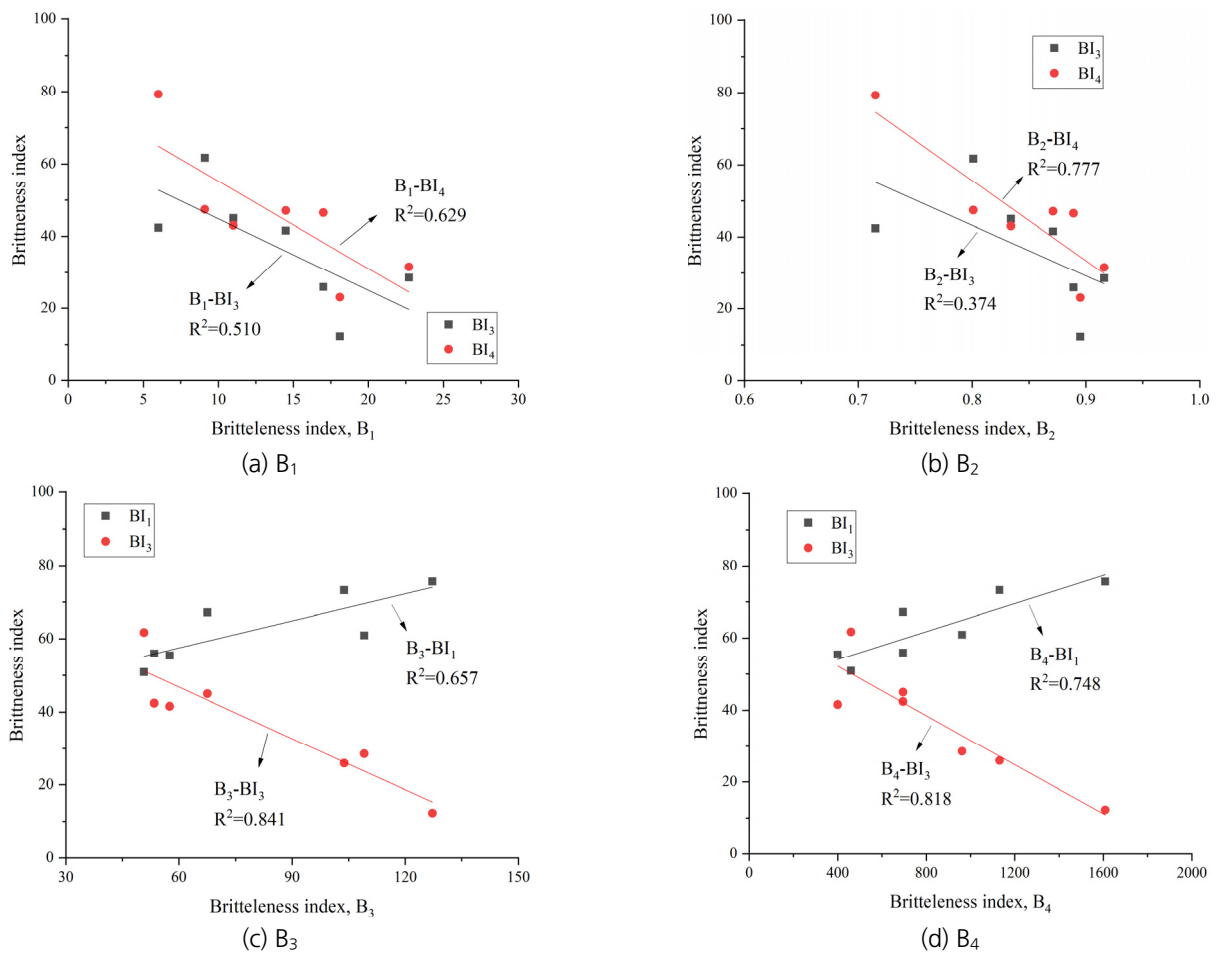 100
80
60
40
20
0
Brittneness index
BI₃
BI₄
B₁-BI₄
R²=0.629
B₁-BI₃
R²=0.510
0 5 10 15 20 25 30
Britteleness index, B₁
(a) B₁
100
80
60
40
20
0
Brittneness index
BI₃
BI₄
B₂-BI₄
R²=0.777
B₂-BI₃
R²=0.374
0.6 0.7 0.8 0.9 1.0
Britteleness index, B₂
(b) B₂
100
80
60
40
20
0
Brittneness index
BI₁
BI₃
B₃-BI₁
R²=0.657
B₃-BI₃
R²=0.841
30 60 90 120 150
Britteleness index, B₃
(c) B₃
100
80
60
40
20
0
Brittneness index
BI₁
BI₃
B₄-BI₁
R²=0.748
B₄-BI₃
R²=0.818
0 400 800 1200 1600 2000
Britteleness index, B₄
(d) B₄